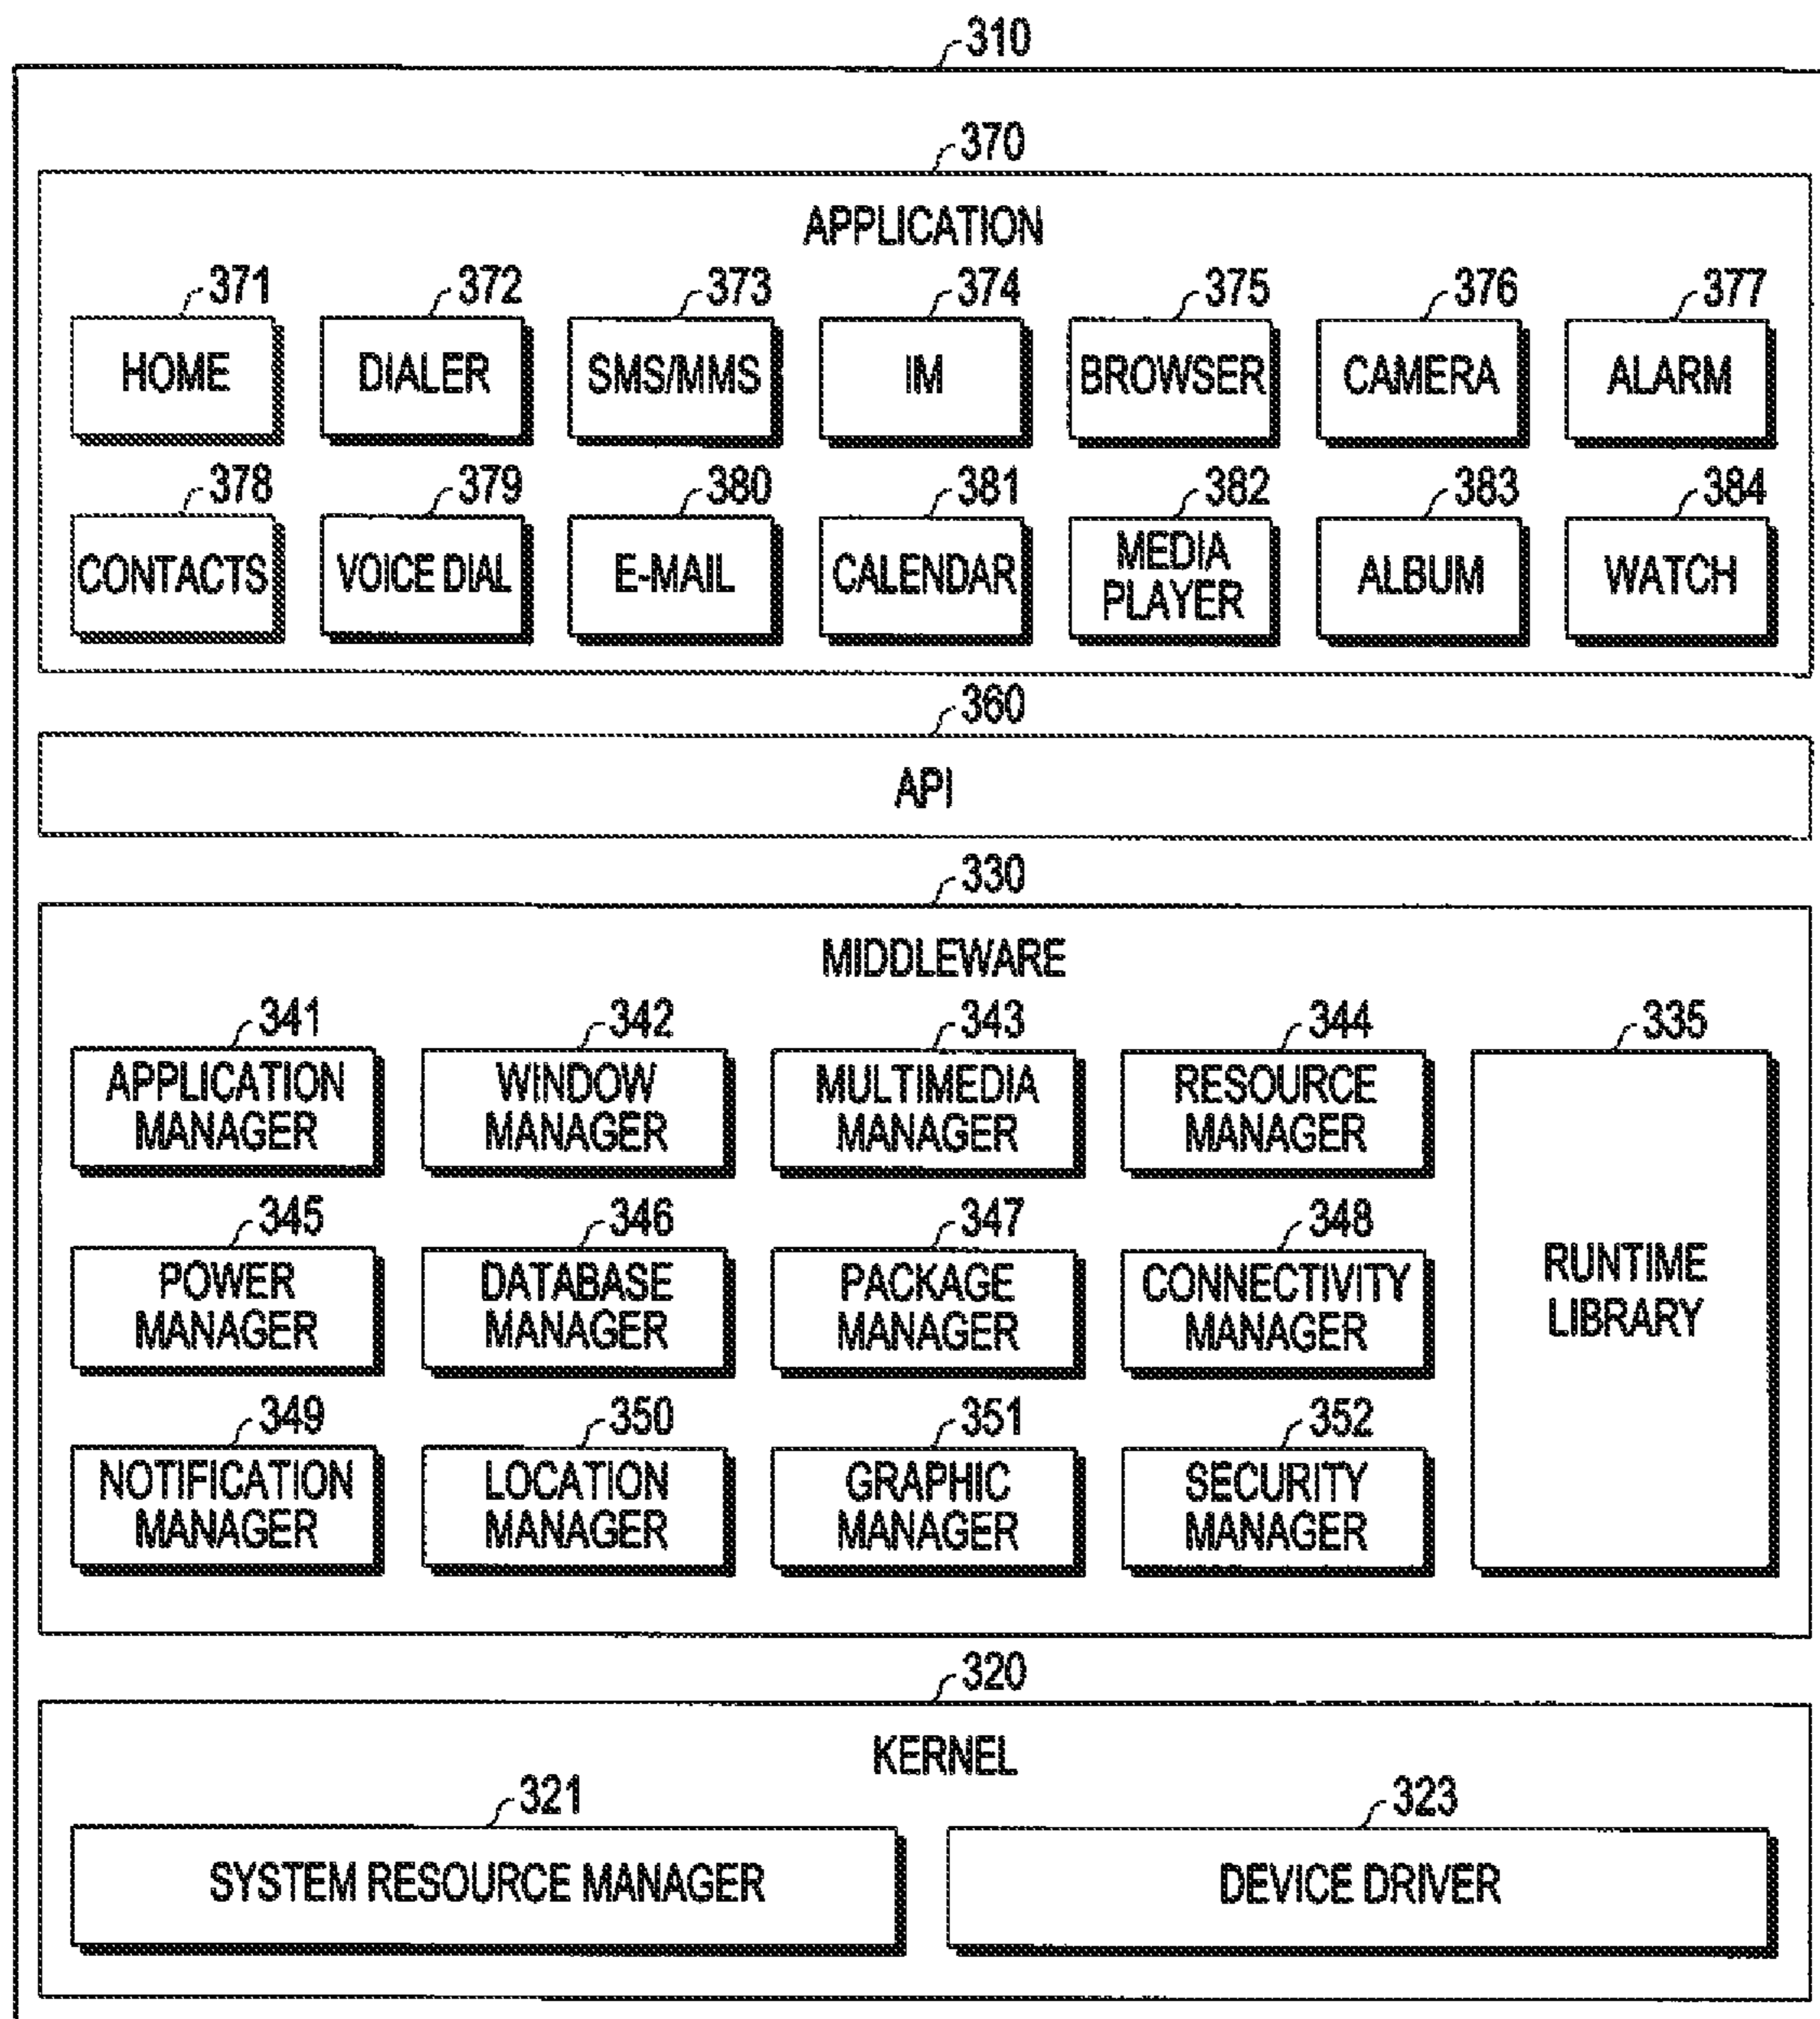 310
370
APPLICATION
371 372 373 374 375 376 377
HOME DIALER SMS/MMS IM BROWSER CAMERA ALARM
378 379 380 381 382 383 384
CONTACTS VOICE DIAL E-MAIL CALENDAR MEDIA PLAYER ALBUM WATCH
360
API
330
MIDDLEWARE
341 342 343 344 335
APPLICATION MANAGER WINDOW MANAGER MULTIMEDIA MANAGER RESOURCE MANAGER
345 346 347 348
POWER MANAGER DATABASE MANAGER PACKAGE MANAGER CONNECTIVITY MANAGER RUNTIME LIBRARY
349 350 351 352
NOTIFICATION MANAGER LOCATION MANAGER GRAPHIC MANAGER SECURITY MANAGER
320
KERNEL
321 323
SYSTEM RESOURCE MANAGER DEVICE DRIVER